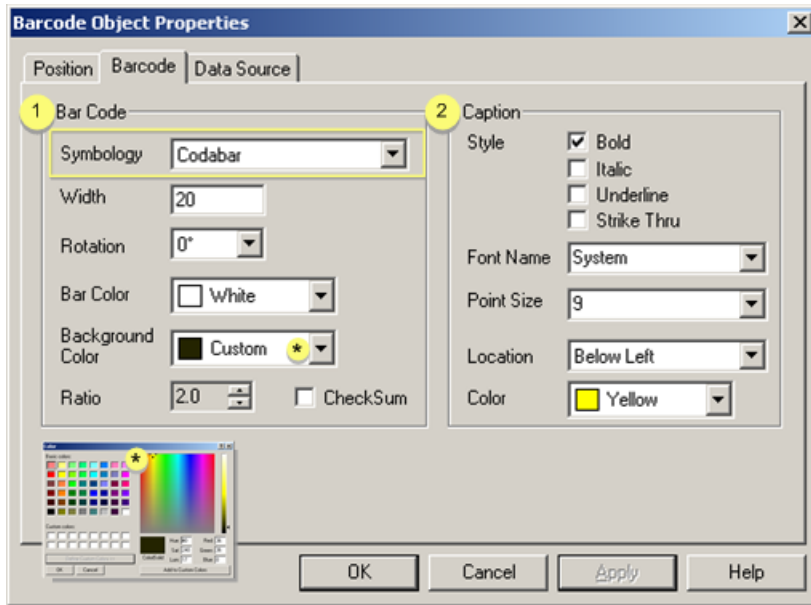 Barcode Object Properties
Position Barcode Data Source
1 Bar Code
Symbology Codabar
Width 20
Rotation 0°
Bar Color White
Background Color Custom *
Ratio 2.0 CheckSum
2 Caption
Style Bold
Italic
Underline
Strike Thru
Font Name System
Point Size 9
Location Below Left
Color Yellow
*
OK Cancel Apply Help